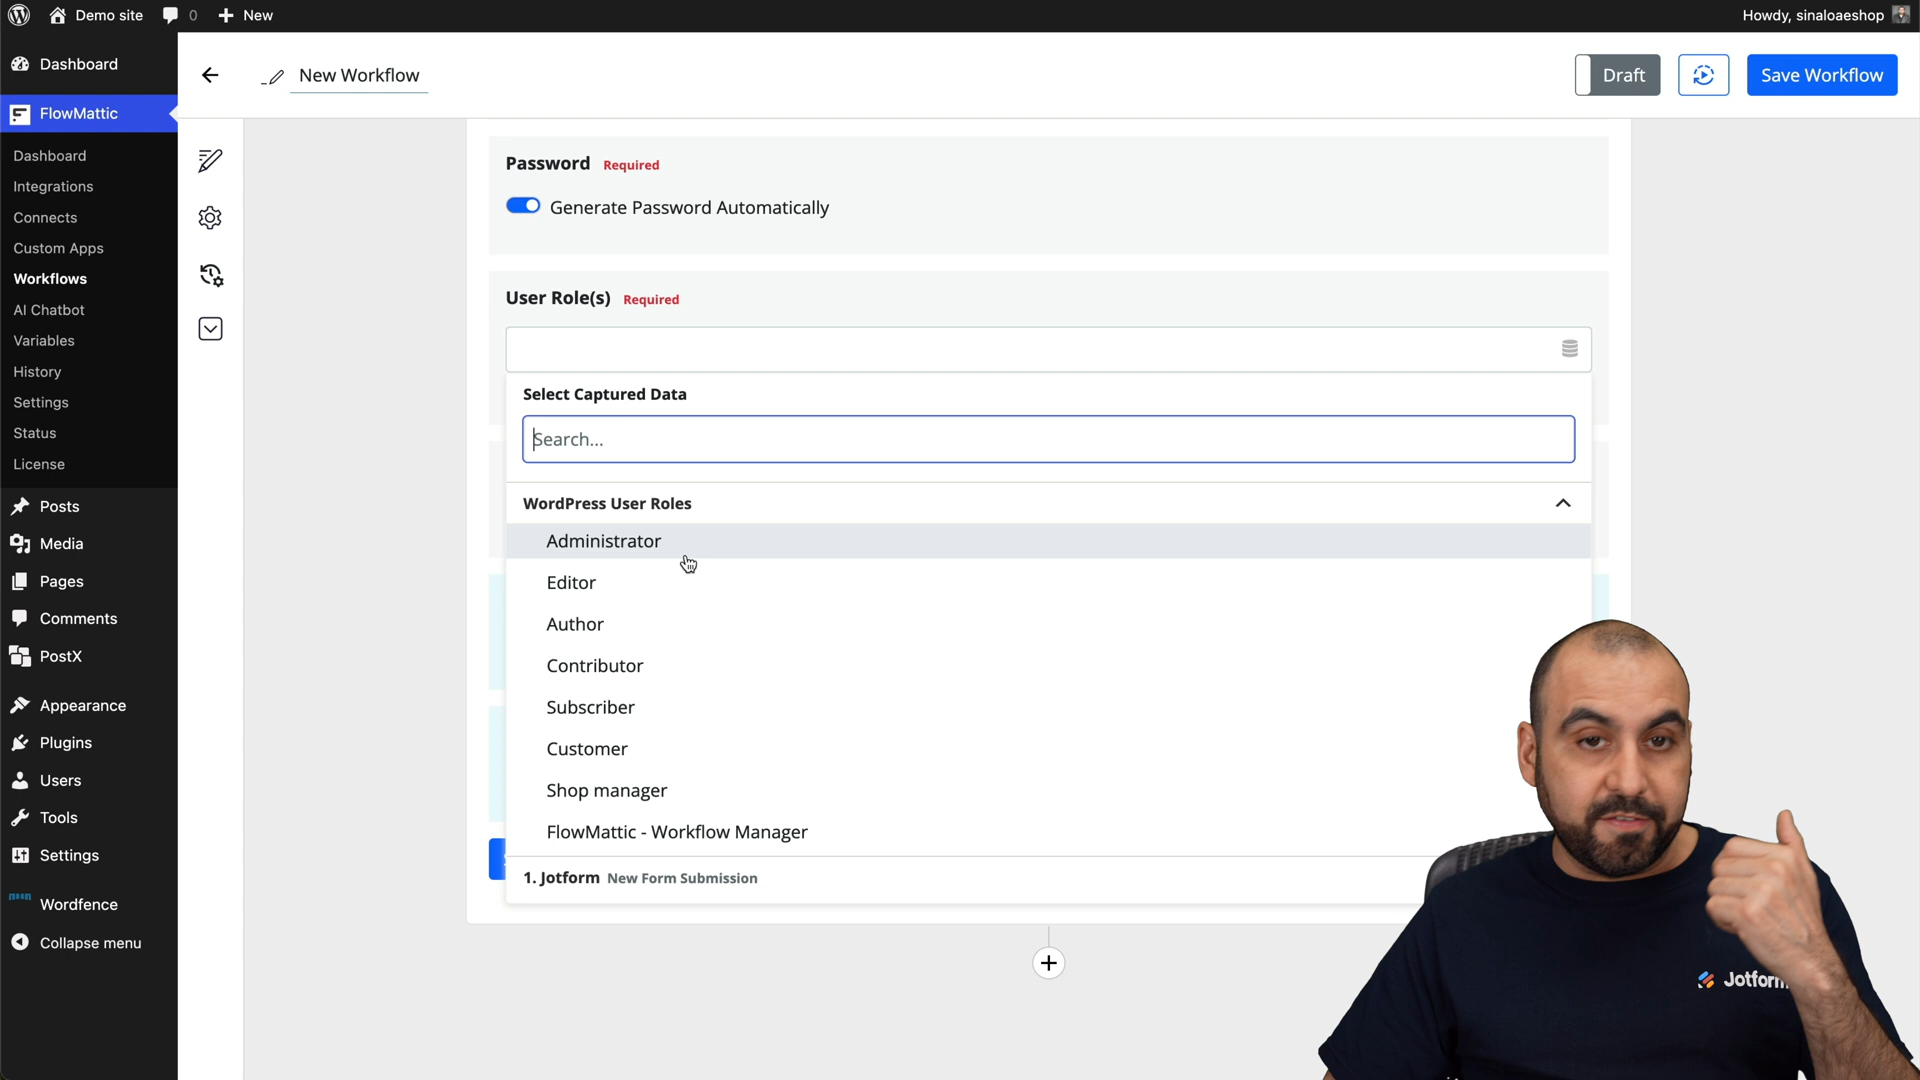 Demo site
0
New
Howdy, sinaloaeshop
Dashboard
FlowMattic
Dashboard
Integrations
Connects
Custom Apps
Workflows
AI Chatbot
Variables
History
Settings
Status
License
Posts
Media
Pages
Comments
PostX
Appearance
Plugins
Users
Tools
Settings
Wordfence
Collapse menu
New Workflow
Draft
Save Workflow
Password Required
Generate Password Automatically
User Role(s) Required
Select Captured Data
Search...
WordPress User Roles
Administrator
Editor
Author
Contributor
Subscriber
Customer
Shop manager
FlowMattic - Workflow Manager
1. Jotform New Form Submission
Jotform